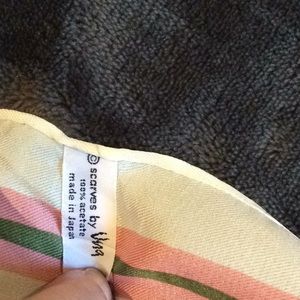 © scarves by Vera
100% acetate
made in Japan